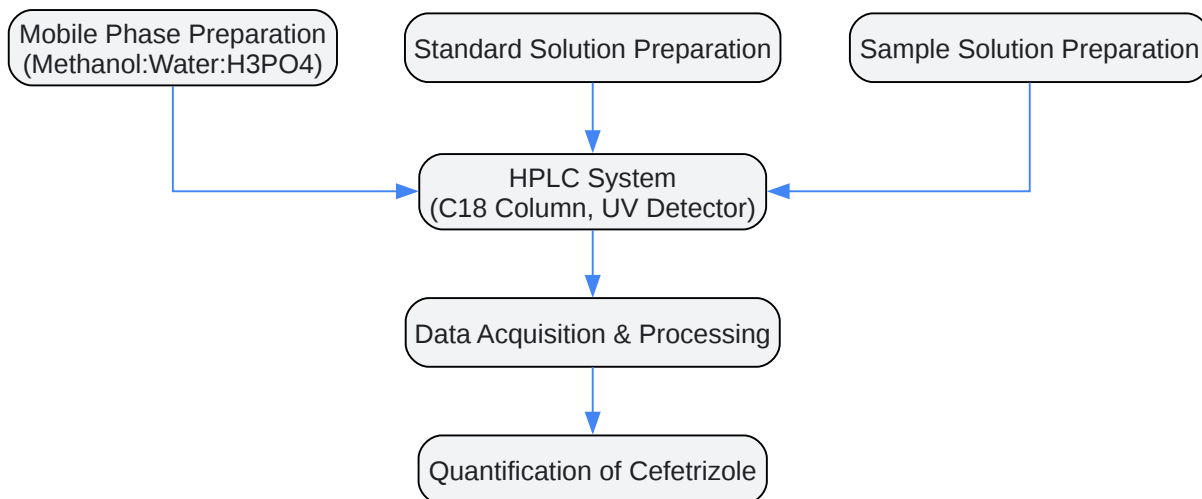 Mobile Phase Preparation
(Methanol:Water:H3PO4)
Standard Solution Preparation
Sample Solution Preparation
HPLC System
(C18 Column, UV Detector)
Data Acquisition & Processing
Quantification of Cefetrizole